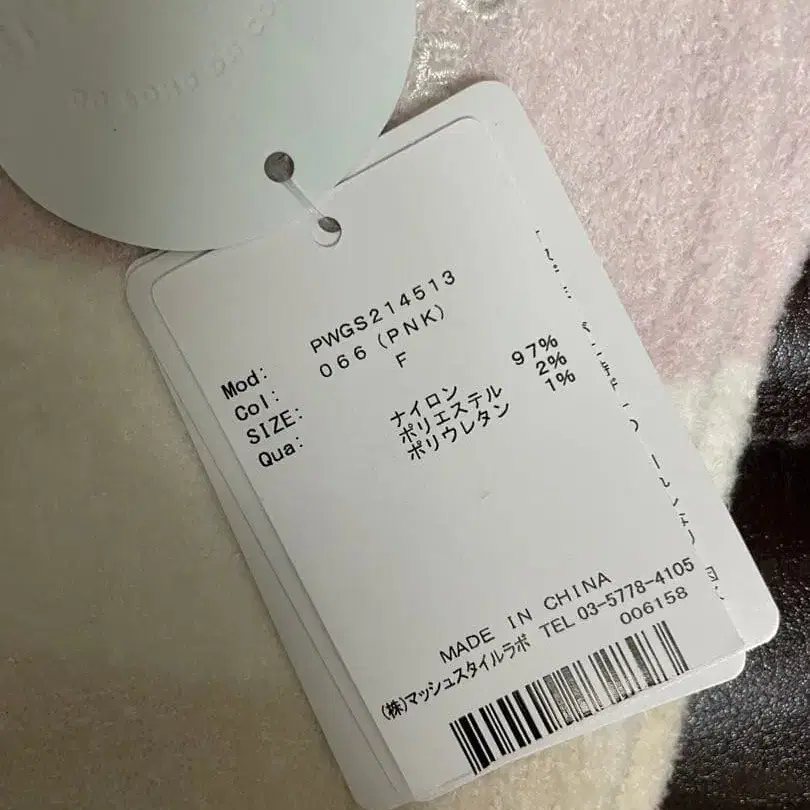 Mod: PWGS214513
Col: 066(PNK)
SIZE: F
Qua: ナイロン 97%
ポリエステル 2%
ポリウレタン 1%
MADE IN CHINA
(株)マッシュスタイルラボ TEL 03-5778-4105
006158